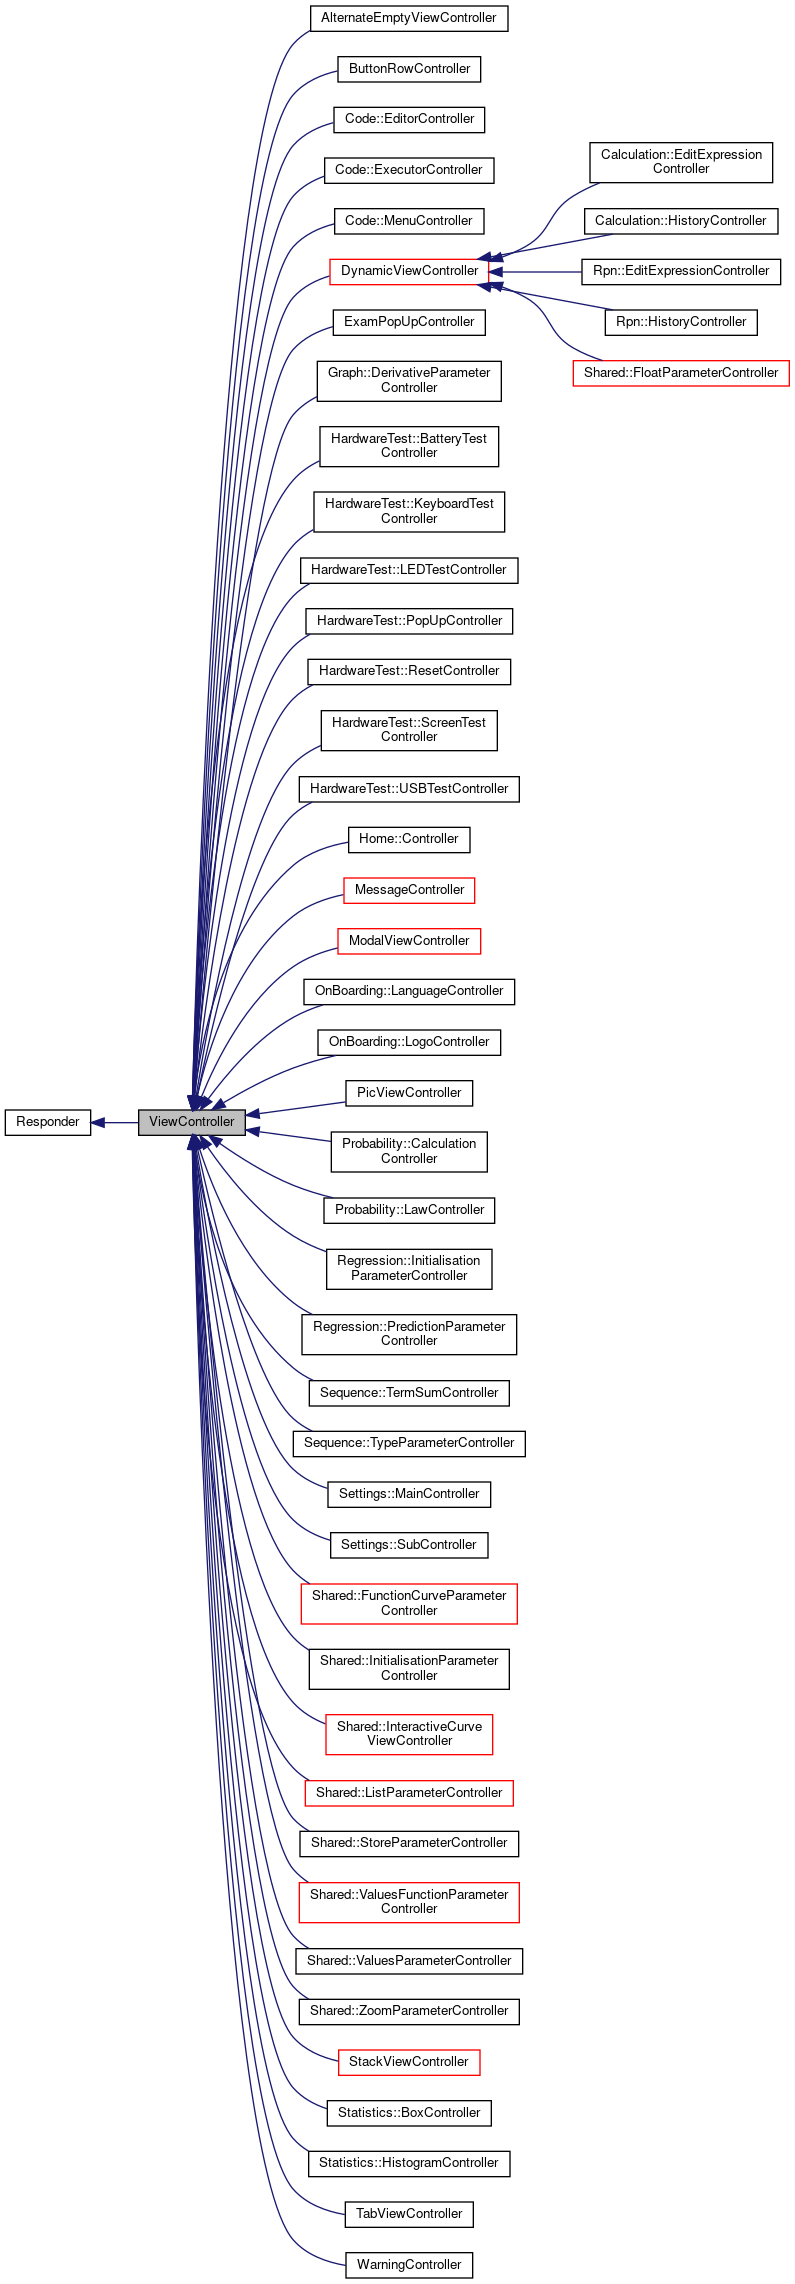 AlternateEmptyViewController
ButtonRowController
Code::EditorController
Code::ExecutorController
Code::MenuController
DynamicViewController
Calculation::EditExpression
Controller
Calculation::HistoryController
Rpn::EditExpressionController
Rpn::HistoryController
Shared::FloatParameterController
ExamPopUpController
Graph::DerivativeParameter
Controller
HardwareTest::BatteryTest
Controller
HardwareTest::KeyboardTest
Controller
HardwareTest::LEDTestController
HardwareTest::PopUpController
HardwareTest::ResetController
HardwareTest::ScreenTest
Controller
HardwareTest::USBTestController
Home::Controller
MessageController
ModalViewController
OnBoarding::LanguageController
OnBoarding::LogoController
PicViewController
Responder
ViewController
Probability::Calculation
Controller
Probability::LawController
Regression::Initialisation
ParameterController
Regression::PredictionParameter
Controller
Sequence::TermSumController
Sequence::TypeParameterController
Settings::MainController
Settings::SubController
Shared::FunctionCurveParameter
Controller
Shared::InitialisationParameter
Controller
Shared::InteractiveCurve
ViewController
Shared::ListParameterController
Shared::StoreParameterController
Shared::ValuesFunctionParameter
Controller
Shared::ValuesParameterController
Shared::ZoomParameterController
StackViewController
Statistics::BoxController
Statistics::HistogramController
TabViewController
WarningController